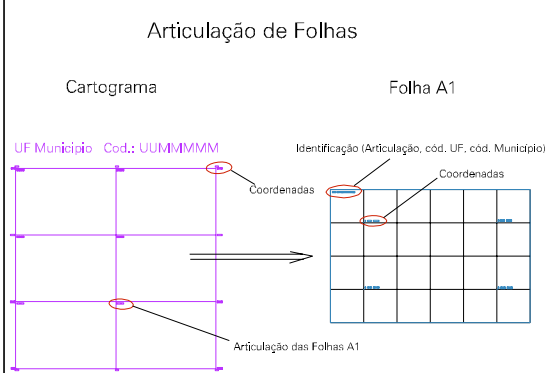 Articulação de Folhas
Cartograma
Folha A1
UF Municipio Cod.: UUMMMMM
Identificação (Articulação, cód. UF, cód. Município)
Coordenadas
Coordenadas
Articulação das Folhas A1